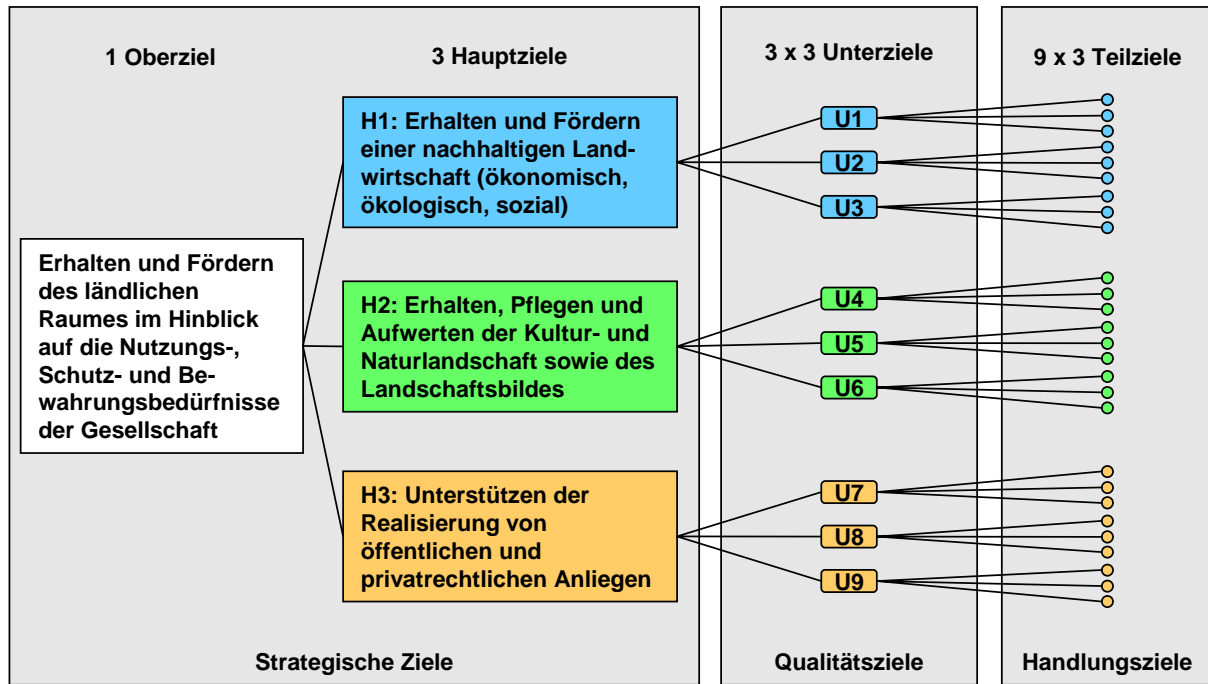 1 Oberziel
3 Hauptziele
3 x 3 Unterziele
9 x 3 Teilziele
Erhalten und Fördern
des ländlichen
Raumes im Hinblick
auf die Nutzungs-,
Schutz- und Be-
wahrungsbedürfnisse
der Gesellschaft
H1: Erhalten und Fördern
einer nachhaltigen Land-
wirtschaft (ökonomisch,
ökologisch, sozial)
H2: Erhalten, Pflegen und
Aufwerten der Kultur- und
Naturlandschaft sowie des
Landschaftsbildes
H3: Unterstützen der
Realisierung von
öffentlichen und
privatrechtlichen Anliegen
U1
U2
U3
U4
U5
U6
U7
U8
U9
Strategische Ziele
Qualitätsziele
Handlungsziele